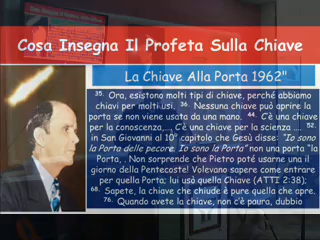 Cosa Insegna Il Profeta Sulla Chiave
La Chiave Alla Porta 1962"
35. Ora, esistono molti tipi di chiave, perché abbiamo
chiavi per molti usi. 36. Nessuna chiave può aprire la
porta se non viene usata da una mano. 44. C'è una chiave
per la conoscenza,..., C'è una chiave per la scienza .... 52.
in San Giovanni al 10° capitolo che Gesù disse: "Io sono
la Porta delle pecore. Io sono la Porta" non una porta "la
Porta, . Non sorprende che Pietro poté usarne una il
giorno della Pentecoste! Volevano sapere come entrare
per quella Porta; lui usò quella Chiave (ATTI 2:38);
68. Sapete, la chiave che chiude è pure quella che apre.
76. Quando avete la chiave, non c'è paura, dubbio